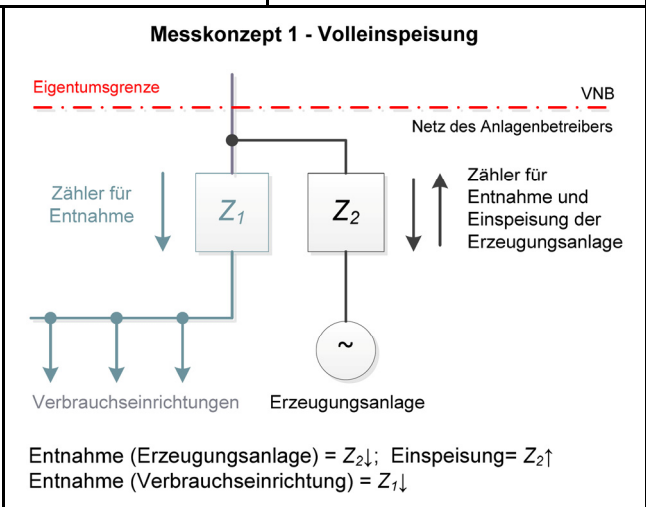 Messkonzept 1 - Volleinspeisung
Eigentumsgrenze
VNB
Netz des Anlagenbetreibers
Zähler für
Entnahme
Z1
Z2
Zähler für
Entnahme und
Einspeisung der
Erzeugungsanlage
~
Verbrauchseinrichtungen
Erzeugungsanlage
Entnahme (Erzeugungsanlage) = Z2↓; Einspeisung= Z2↑
Entnahme (Verbrauchseinrichtung) = Z1↓